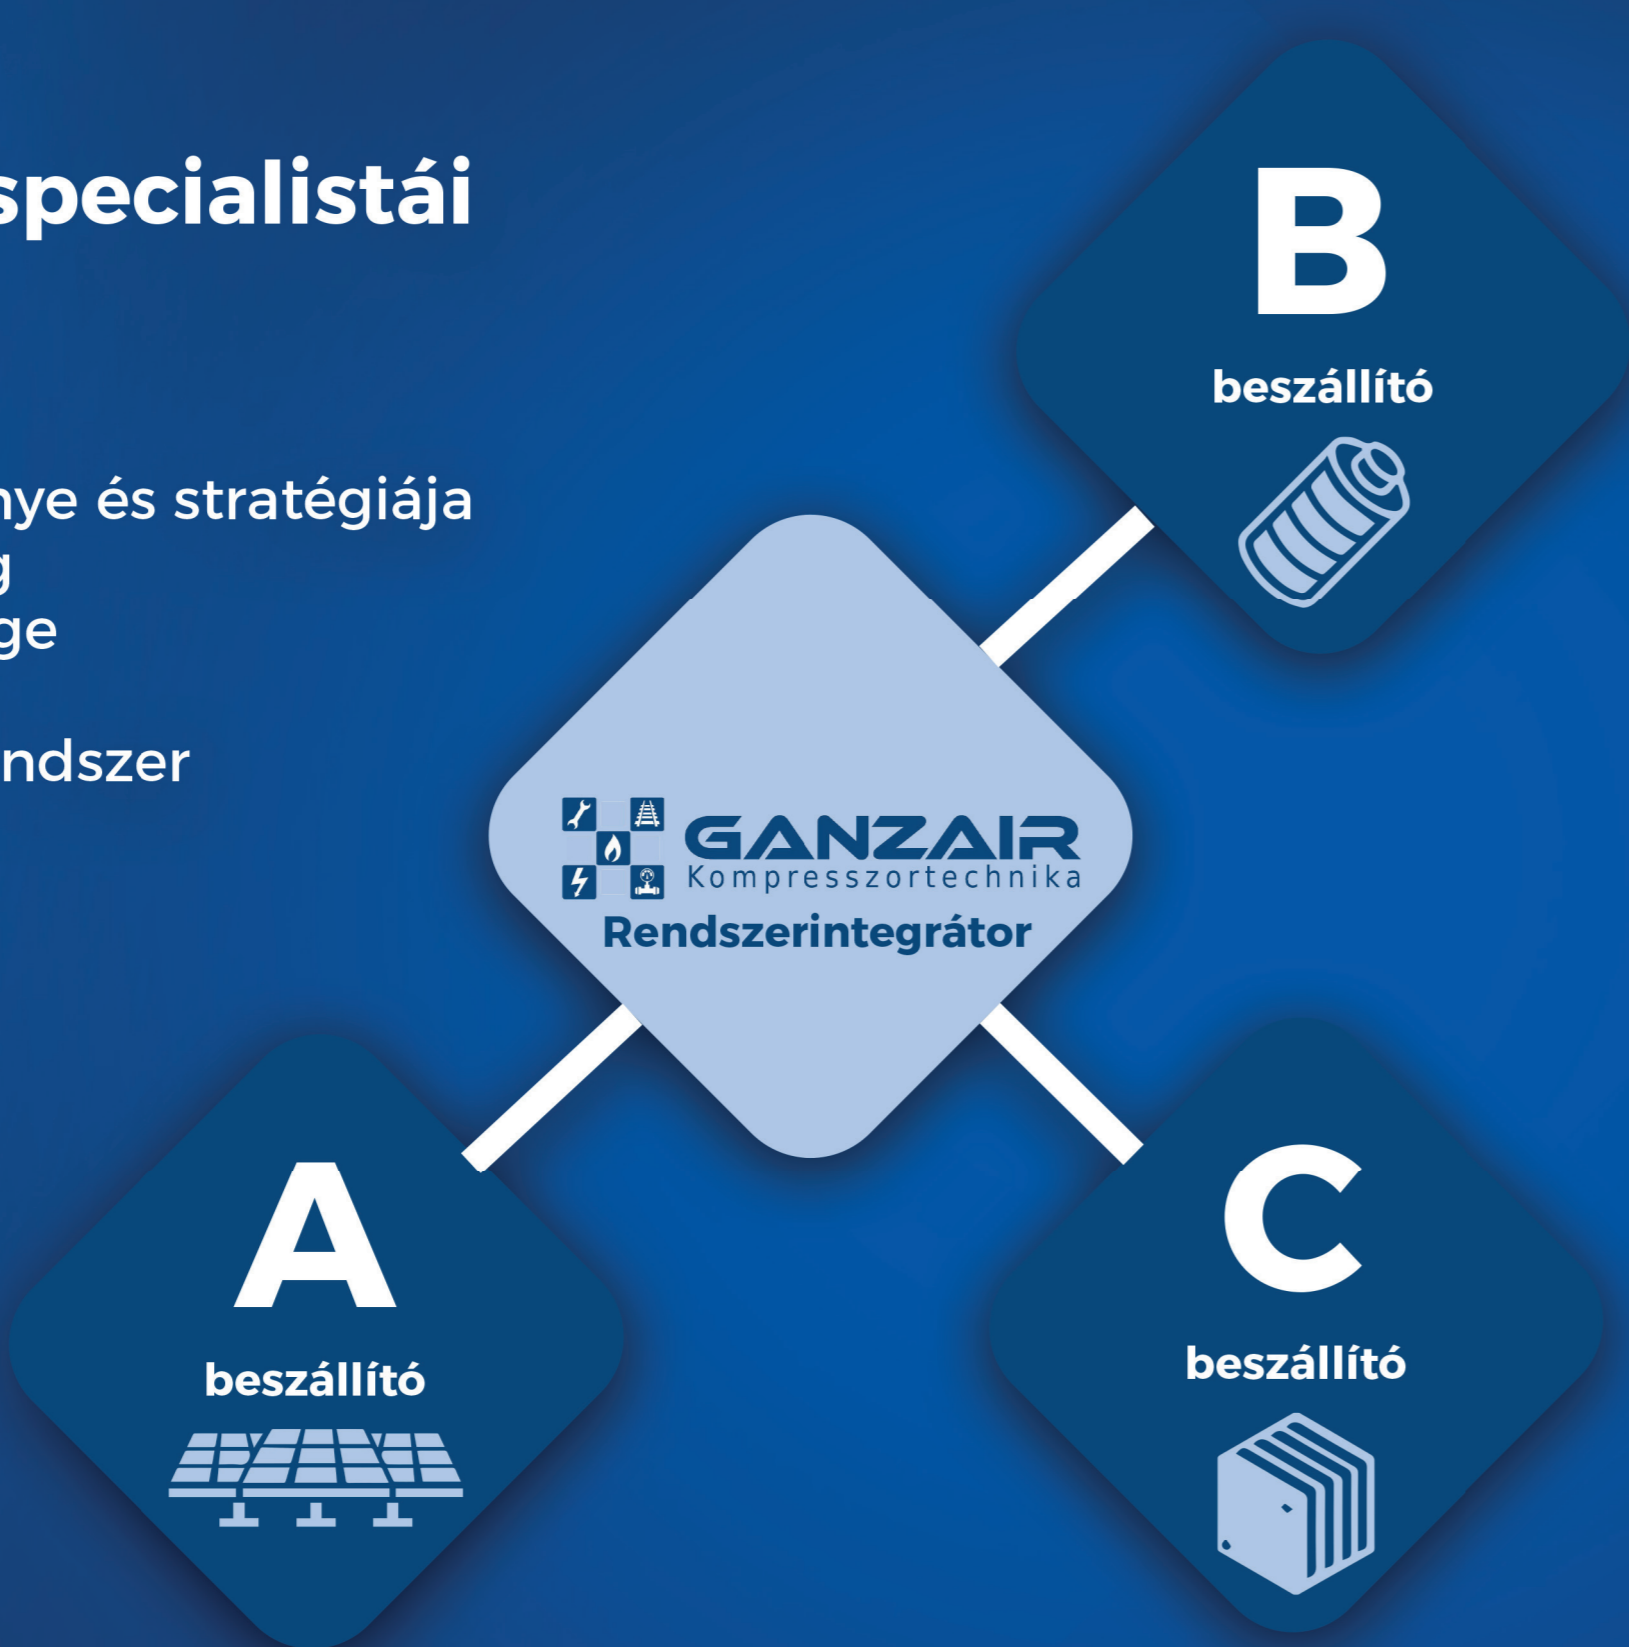 specialistái
nye és stratégiája
g
ge
ndszer
B
beszállító
GANZAIR
Kompresszortechnika
Rendszerintegrátor
A
beszállító
C
beszállító